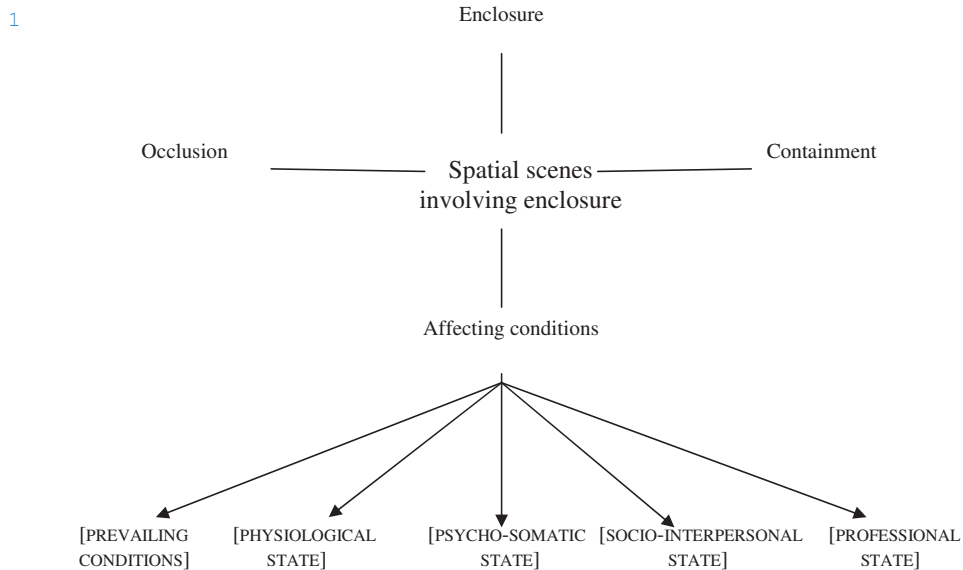 1
Enclosure
Occlusion
Containment
Spatial scenes
involving enclosure
Affecting conditions
[PREVAILING
CONDITIONS]
[PHYSIOLOGICAL
STATE]
[PSYCHO-SOMATIC
STATE]
[SOCIO-INTERPERSONAL
STATE]
[PROFESSIONAL
STATE]